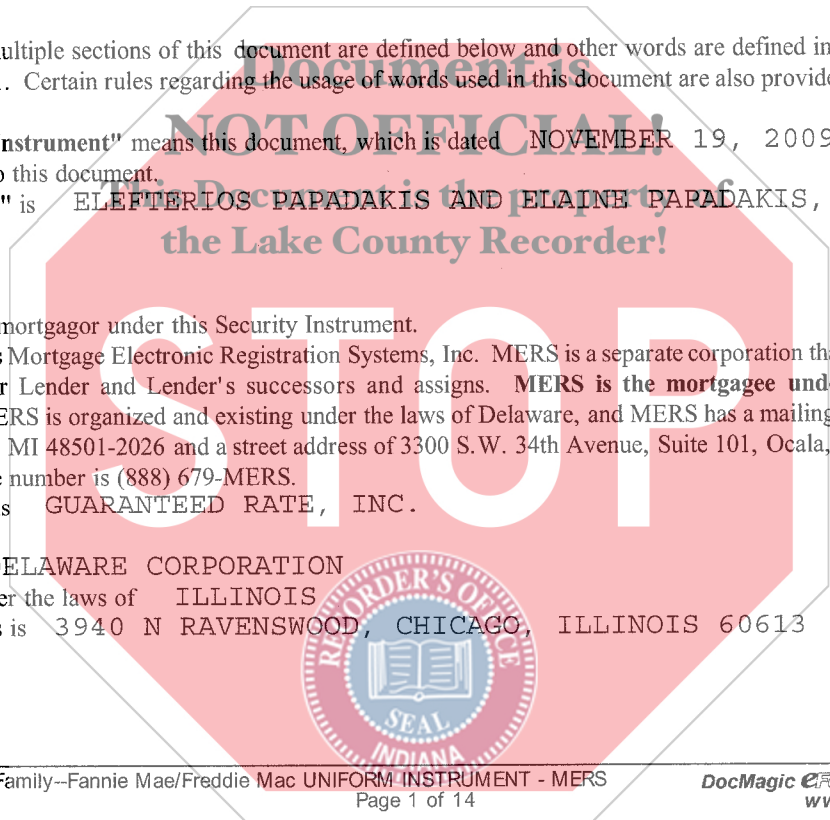 ultiple sections of this document are defined below and other words are defined in
. Certain rules regarding the usage of words used in this document are also provide
Document is
nstrument" means this document, which is dated NOVEMBER 19, 2009
NOT OFFICIAL!
o this document.
This Document is the property of
" is ELEFTERIOS PAPADAKIS AND ELAINE PAPADAKIS,
the Lake County Recorder!
STOP
mortgagor under this Security Instrument.
s Mortgage Electronic Registration Systems, Inc. MERS is a separate corporation tha
r Lender and Lender's successors and assigns. MERS is the mortgagee und
ERS is organized and existing under the laws of Delaware, and MERS has a mailing
MI 48501-2026 and a street address of 3300 S.W. 34th Avenue, Suite 101, Ocala,
e number is (888) 679-MERS.
s GUARANTEED RATE, INC.
ELAWARE CORPORATION
er the laws of ILLINOIS
s is 3940 N RAVENSWOOD, CHICAGO, ILLINOIS 60613
RECORDER'S OFFICE
SEAL
INDIANA
Family--Fannie Mae/Freddie Mac UNIFORM INSTRUMENT - MERS
DocMagic
Page 1 of 14